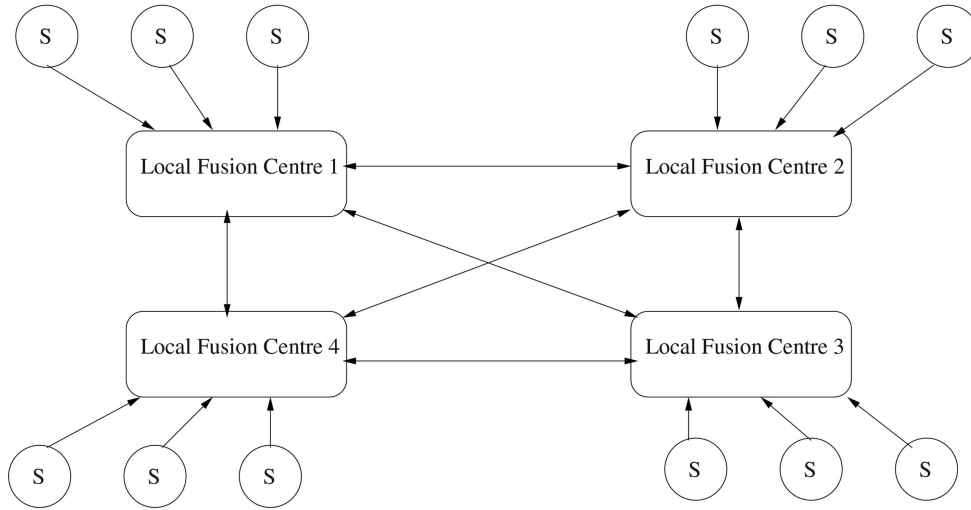 S S S S S S
Local Fusion Centre 1 Local Fusion Centre 2
Local Fusion Centre 4 Local Fusion Centre 3
S S S S S S